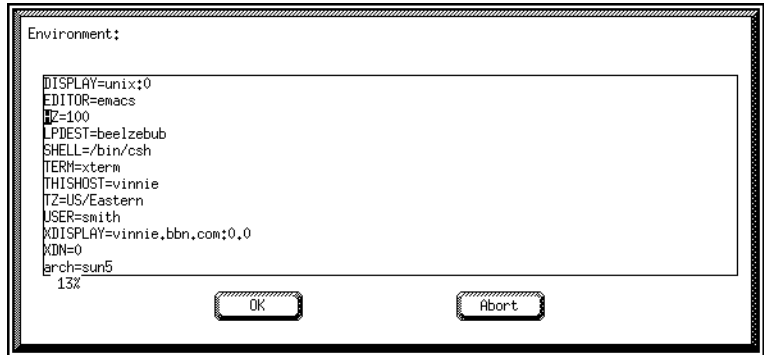 Environment:
DISPLAY=unix:0
EDITOR=emacs
HZ=100
LPDEST=beelzebub
SHELL=/bin/csh
TERM=xterm
THISHOST=vinnie
TZ=US/Eastern
USER=smith
XDISPLAY=vinnie.bbn.com:0.0
XDN=0
arch=sun5
13%
OK Abort